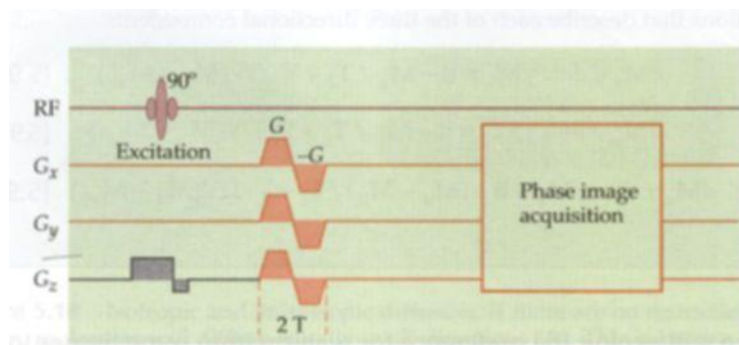 90°
RF
Excitation
G
–G
Gx
Gy
Gz
Phase image
acquisition
2 T